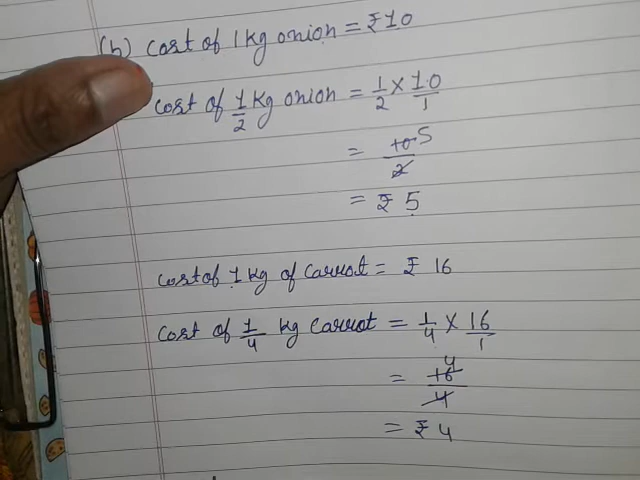 (b) Cost of 1 kg onion = ₹10
cost of 1/2 kg onion = 1/2 × 10/1
= 10 5/2
= ₹ 5
cost of 1 kg of carrot = ₹ 16
cost of 1/4 kg carrot = 1/4 × 16/1
= 16 4/4
= ₹ 4